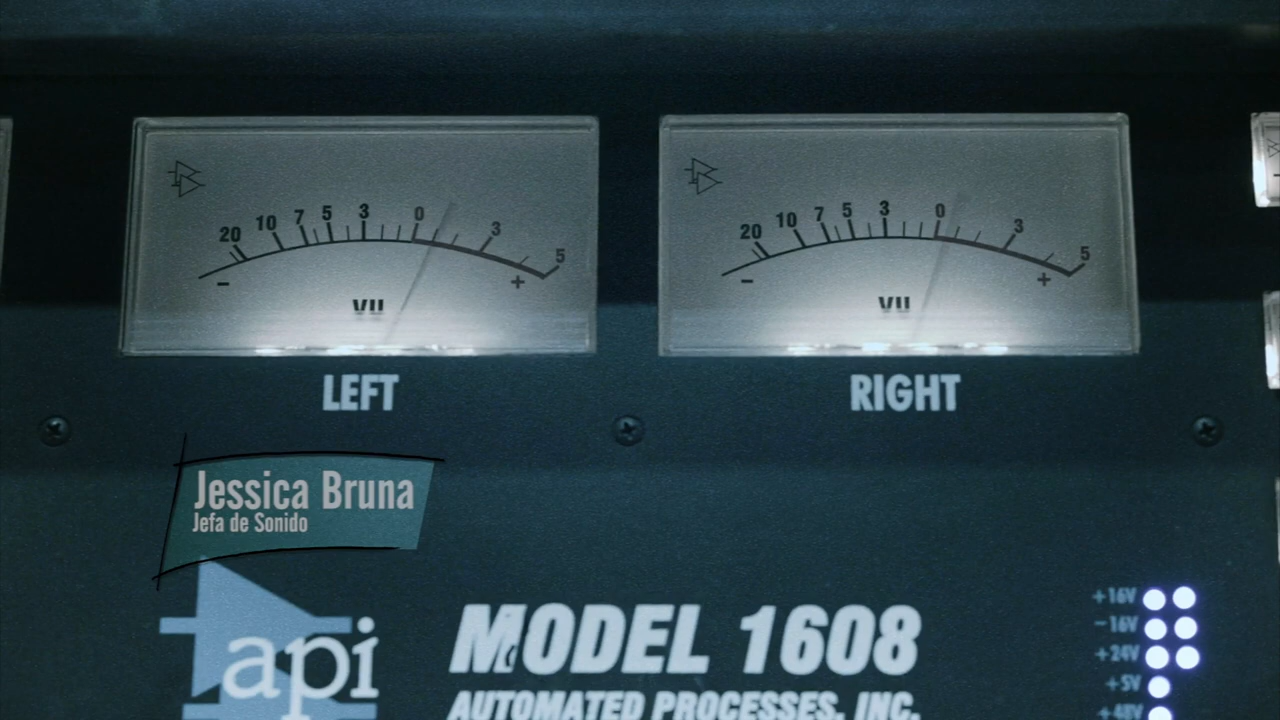 20 10 7 5 3 0 3 5
- +
VU
20 10 7 5 3 0 3 5
- +
VU
LEFT
RIGHT
Jessica Bruna
Jefa de Sonido
api
MODEL 1608
AUTOMATED PROCESSES, INC.
+16V
-16V
+24V
+5V
+48V